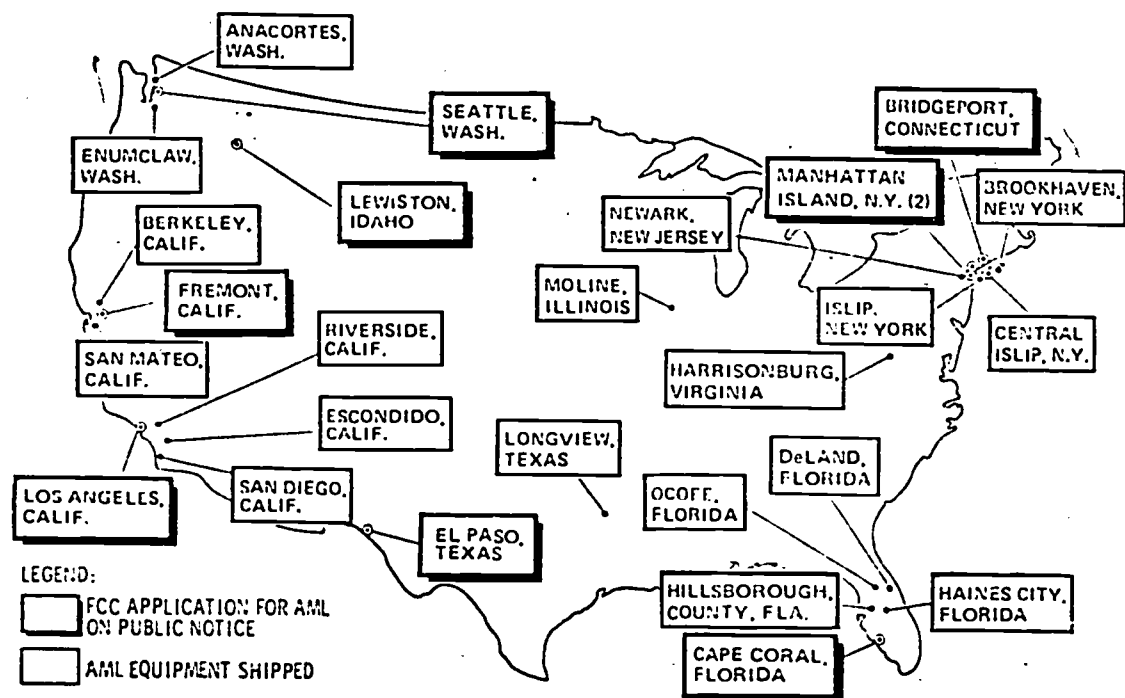 ANACORTES,
WASH.
SEATTLE,
WASH.
BRIDGEPORT,
CONNECTICUT
ENUMCLAW,
WASH.
LEWISTON,
IDAHO
MANHATTAN
ISLAND, N.Y. (2)
BROOKHAVEN,
NEW YORK
BERKELEY,
CALIF.
NEWARK,
NEW JERSEY
FREMONT,
CALIF.
MOLINE,
ILLINOIS
ISLIP,
NEW YORK
CENTRAL
ISLIP, N.Y.
SAN MATEO,
CALIF.
RIVERSIDE,
CALIF.
HARRISONBURG,
VIRGINIA
ESCONDIDO,
CALIF.
LONGVIEW,
TEXAS
DeLAND,
FLORIDA
LOS ANGELES,
CALIF.
SAN DIEGO,
CALIF.
OCOEE,
FLORIDA
EL PASO,
TEXAS
HILLSBOROUGH,
COUNTY, FLA.
HAINES CITY,
FLORIDA
CAPE CORAL,
FLORIDA
LEGEND:
FCC APPLICATION FOR AML
ON PUBLIC NOTICE
AML EQUIPMENT SHIPPED